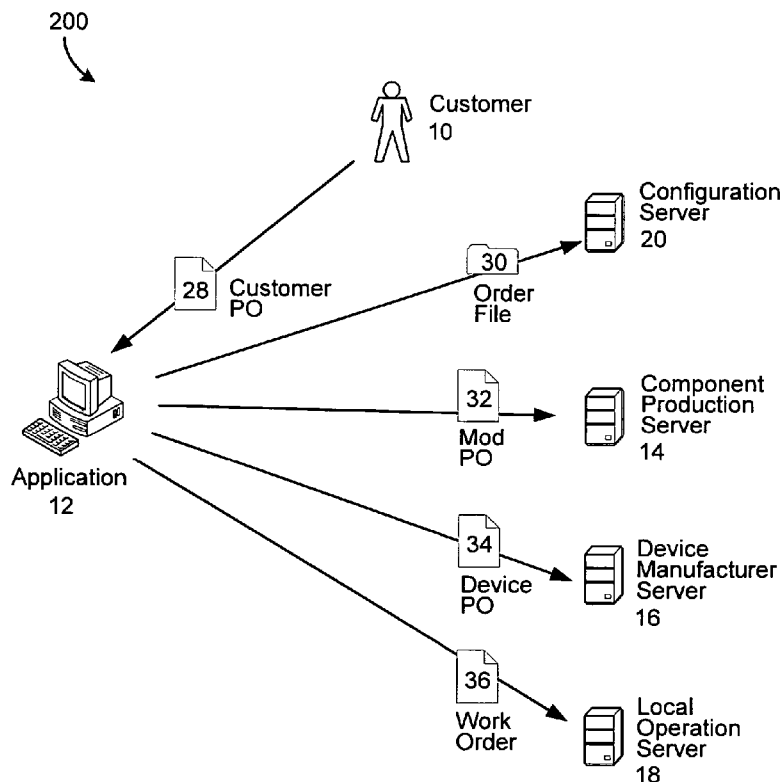 200
Customer
10
Configuration
Server
20
30
Order
File
28
Customer
PO
32
Mod
PO
Component
Production
Server
14
Application
12
34
Device
PO
Device
Manufacturer
Server
16
36
Work
Order
Local
Operation
Server
18